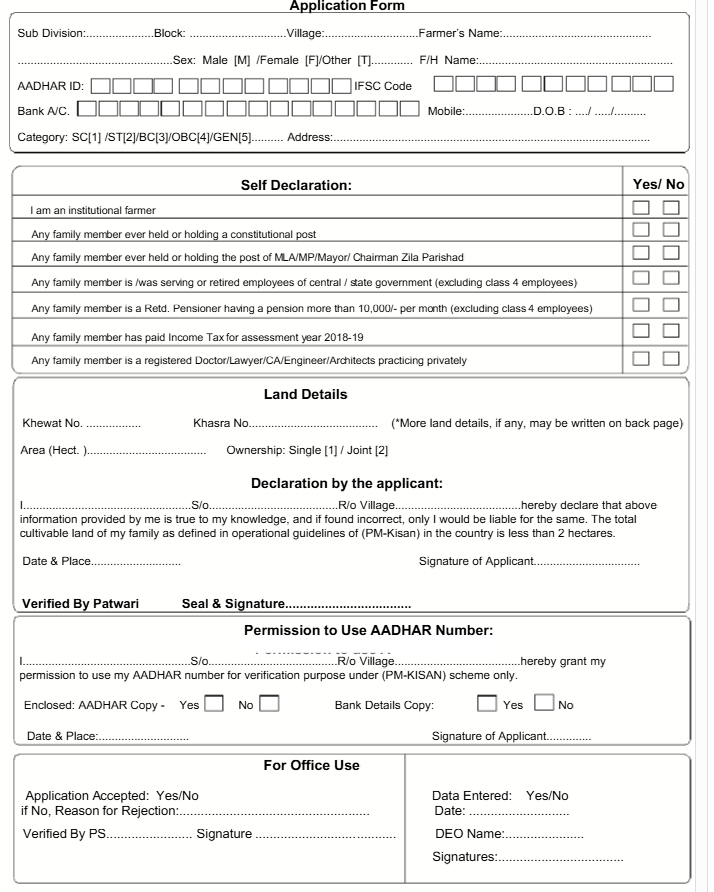 Application Form
Sub Division:..................Block: ..............................Village:.............................Farmer's Name:.............................................
..............................................Sex: Male [M] /Female [F]/Other [T]............. F/H Name:..........................................................
AADHAR ID: IFSC Code
Bank A/C. Mobile:.....................D.O.B : ..../ ...../..........
Category: SC[1] /ST[2]/BC[3]/OBC[4]/GEN[5].......... Address:...............................................................................................
Self Declaration: Yes/ No
I am an institutional farmer
Any family member ever held or holding a constitutional post
Any family member ever held or holding the post of MLA/MP/Mayor/ Chairman Zila Parishad
Any family member is /was serving or retired employees of central / state government (excluding class 4 employees)
Any family member is a Retd. Pensioner having a pension more than 10,000/- per month (excluding class 4 employees)
Any family member has paid Income Tax for assessment year 2018-19
Any family member is a registered Doctor/Lawyer/CA/Engineer/Architects practicing privately
Land Details
Khewat No. ................. Khasra No....................................... (*More land details, if any, may be written on back page)
Area (Hect. ).................................... Ownership: Single [1] / Joint [2]
Declaration by the applicant:
I...................................................S/o.......................................R/o Village......................................hereby declare that above
information provided by me is true to my knowledge, and if found incorrect, only I would be liable for the same. The total
cultivable land of my family as defined in operational guidelines of (PM-Kisan) in the country is less than 2 hectares.
Date & Place........................... Signature of Applicant................................
Verified By Patwari Seal & Signature...................................
Permission to Use AADHAR Number:
I...................................................S/o.......................................R/o Village......................................hereby grant my
permission to use my AADHAR number for verification purpose under (PM-KISAN) scheme only.
Enclosed: AADHAR Copy - Yes No Bank Details Copy: Yes No
Date & Place:........................... Signature of Applicant.............
For Office Use
Application Accepted: Yes/No Data Entered: Yes/No
if No, Reason for Rejection:......................................................... Date: ..............................
Verified By PS.......................... Signature .......................................... DEO Name:.......................
Signatures:......................................